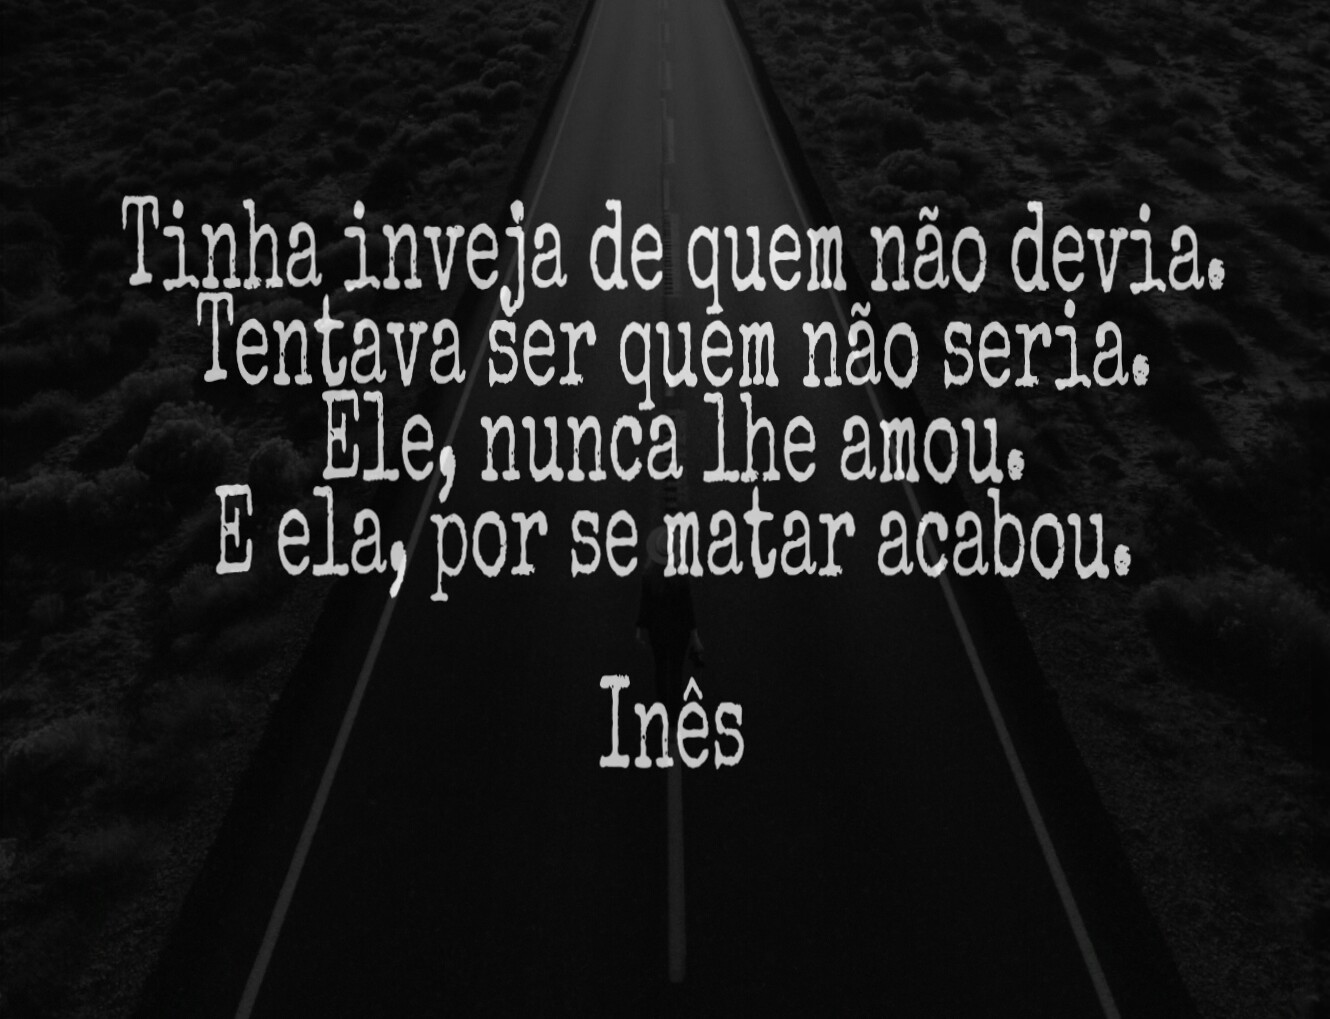 Tinha inveja de quem não devia.
Tentava ser quem não seria.
Ele, nunca lhe amou.
E ela, por se matar acabou.
Inês